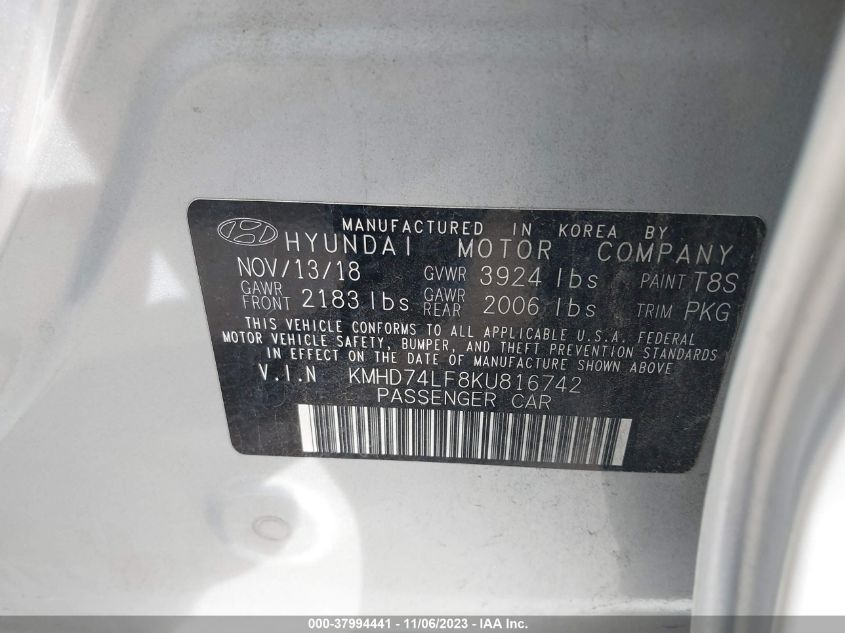 MANUFACTURED IN KOREA BY
HYUNDAI MOTOR COMPANY
NOV/13/18 GVWR 3924 lbs PAINT T8S
GAWR FRONT 2183 lbs GAWR REAR 2006 lbs TRIM PKG
THIS VEHICLE CONFORMS TO ALL APPLICABLE U.S.A. FEDERAL
MOTOR VEHICLE SAFETY, BUMPER, AND THEFT PREVENTION STANDARDS
IN EFFECT ON THE DATE OF MANUFACTURE SHOWN ABOVE
V.I.N KMHD74LF8KU816742
PASSENGER CAR
000-37994441 - 11/06/2023 - IAA Inc.